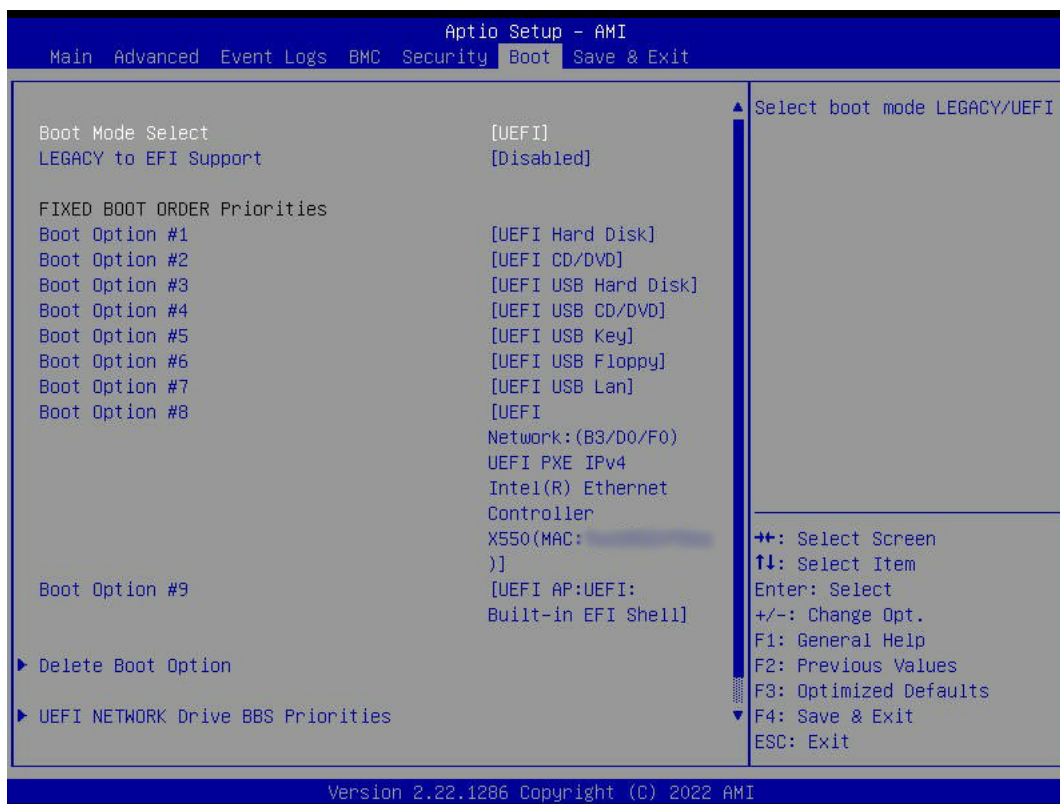 Aptio Setup – AMI
Main Advanced Event Logs BMC Security Boot Save & Exit
Boot Mode Select [UEFI]
LEGACY to EFI Support [Disabled]
FIXED BOOT ORDER Priorities
Boot Option #1 [UEFI Hard Disk]
Boot Option #2 [UEFI CD/DVD]
Boot Option #3 [UEFI USB Hard Disk]
Boot Option #4 [UEFI USB CD/DVD]
Boot Option #5 [UEFI USB Key]
Boot Option #6 [UEFI USB Floppy]
Boot Option #7 [UEFI USB Lan]
Boot Option #8 [UEFI
Network:(B3/D0/F0)
UEFI PXE IPv4
Intel(R) Ethernet
Controller
X550(MAC:
)]
Boot Option #9 [UEFI AP:UEFI:
Built-in EFI Shell]
Delete Boot Option
UEFI NETWORK Drive BBS Priorities
Select boot mode LEGACY/UEFI
→←: Select Screen
↑↓: Select Item
Enter: Select
+/-: Change Opt.
F1: General Help
F2: Previous Values
F3: Optimized Defaults
F4: Save & Exit
ESC: Exit
Version 2.22.1286 Copyright (C) 2022 AMI